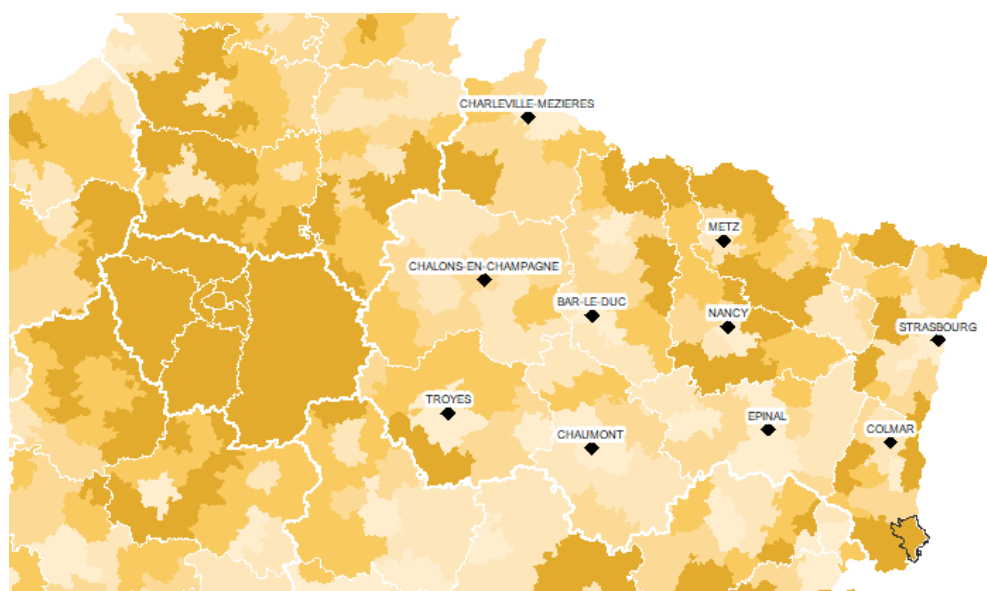 CHARLEVILLE-MEZIERES
METZ
CHALONS-EN-CHAMPAGNE
BAR-LE-DUC
NANCY
STRASBOURG
TROYES
EPINAL
CHAUMONT
COLMAR